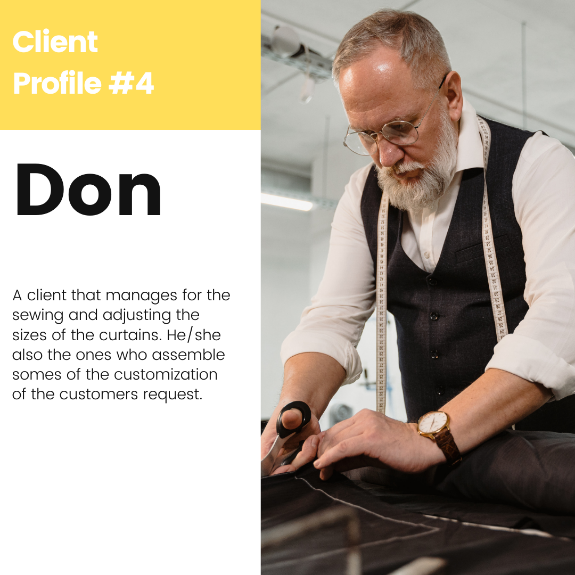 Client
Profile #4
Don
A client that manages for the
sewing and adjusting the
sizes of the curtains. He/she
also the ones who assemble
somes of the customization
of the customers request.